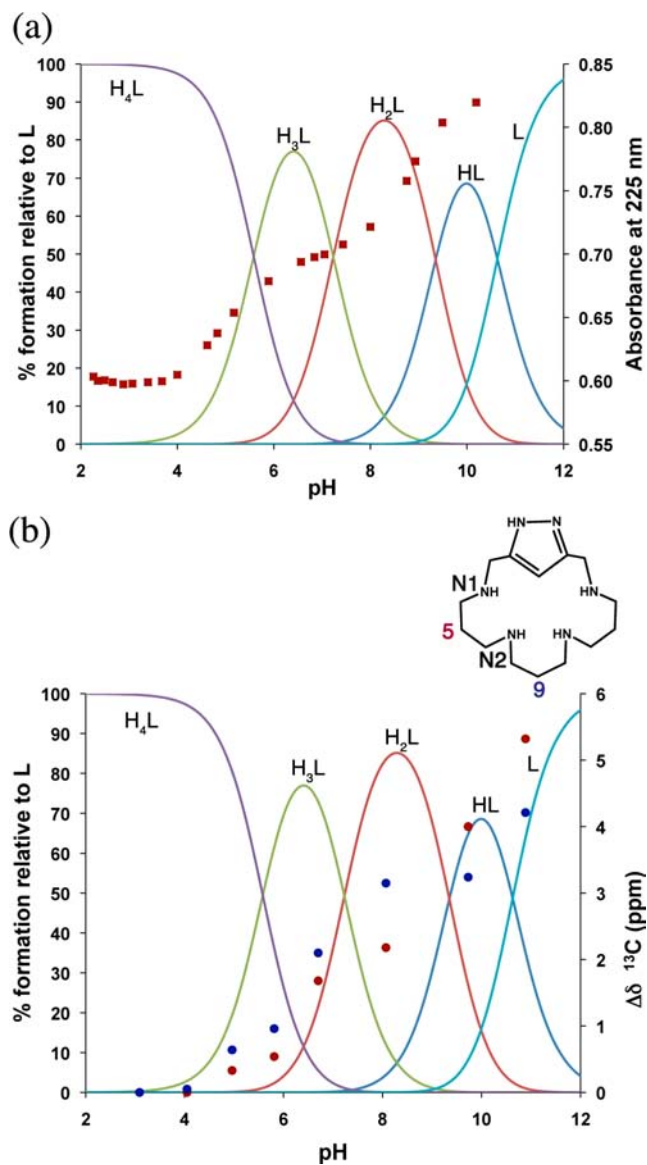 (a)
% formation relative to L
100
90
80
70
60
50
40
30
20
10
0
H₄L
H₃L
H₂L
HL
L
0.85
0.80
0.75
0.70
0.65
0.60
0.55
Absorbance at 225 nm
2 4 6 8 10 12
pH
(b)
HN N
N1 NH HN
5 NH HN
N2
9
% formation relative to L
100
90
80
70
60
50
40
30
20
10
0
H₄L
H₃L
H₂L
HL
L
6
5
4
3
2
1
0
Δδ ¹³C (ppm)
2 4 6 8 10 12
pH